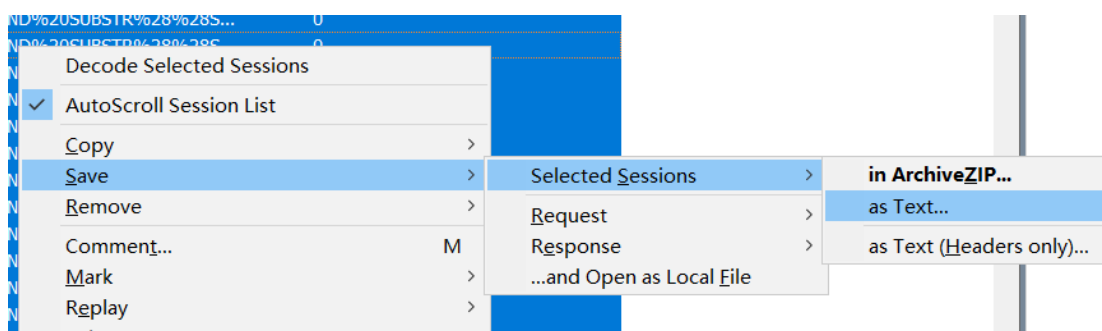 ND%20SUBSTR%28%28S... 0
ND%20SUBSTR%28%28S 0
Decode Selected Sessions
✓ AutoScroll Session List
Copy >
Save > Selected Sessions > in ArchiveZIP...
Remove > Request > as Text...
Comment... M Response > as Text (Headers only)...
Mark > ...and Open as Local File
Replay >